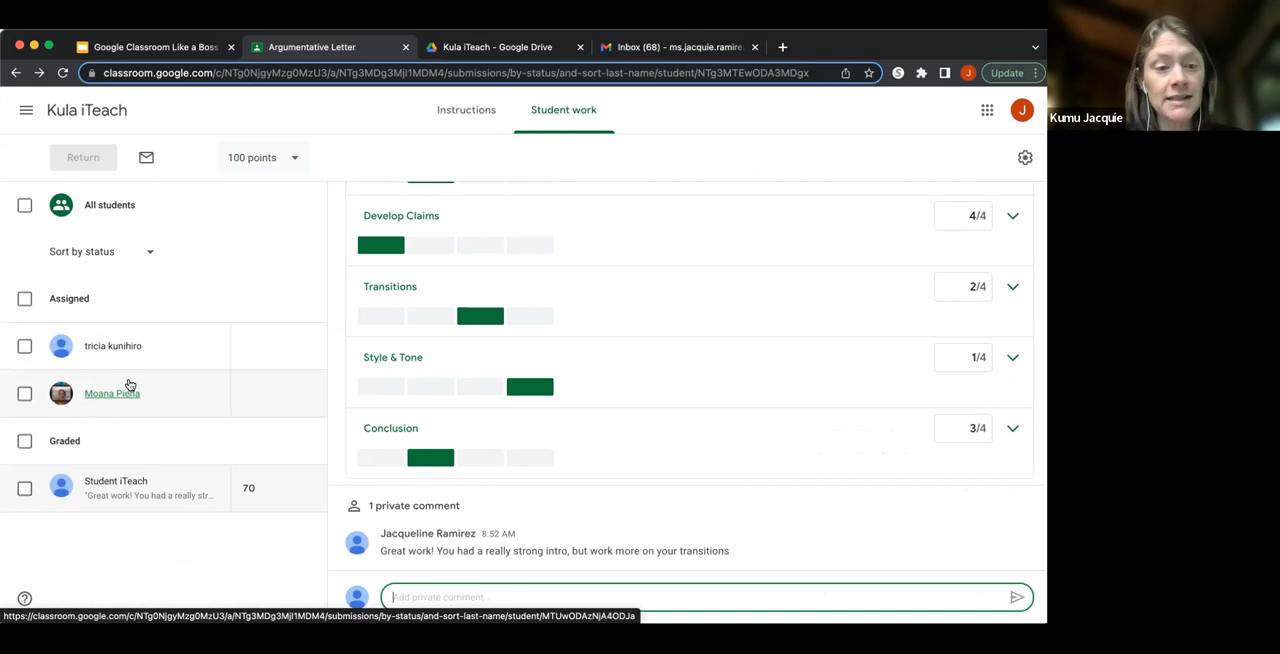 Google Classroom Like a Boss
Argumentative Letter
Kula iTeach - Google Drive
Inbox (68) - ms.jacquie.ramire
classroom.google.com/c/NTg0NjgyMzg0MzU3/a/NTg3MDg3MjI1MDM4/submissions/by-status/and-sort-last-name/student/NTg3MTEwODA3MDgx
S
J
Update
Kula iTeach
Instructions
Student work
J
Return
100 points
All students
Sort by status
Assigned
tricia kunihiro
Moana Pieha
Graded
Student iTeach
"Great work! You had a really str...
70
Develop Claims
4/4
Transitions
2/4
Style & Tone
1/4
Conclusion
3/4
1 private comment
Jacqueline Ramirez 8:52 AM
Great work! You had a really strong intro, but work more on your transitions
Add private comment...
https://classroom.google.com/c/NTg0NjgyMzg0MzU3/a/NTg3MDg3MjI1MDM4/submissions/by-status/and-sort-last-name/student/MTUwODAzNjA4ODJa
Kumu Jacquie